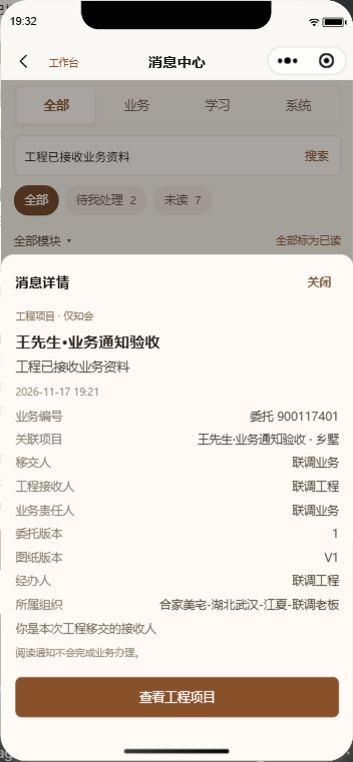 19:32
工作台
消息中心
全部 业务 学习 系统
工程已接收业务资料 搜索
全部 待我处理 2 未读 7
全部模块 全部标为已读
消息详情 关闭
工程项目 · 仅知会
王先生·业务通知验收
工程已接收业务资料
2026-11-17 19:21
业务编号 委托 900117401
关联项目 王先生·业务通知验收 · 乡墅
移交人 联调业务
工程接收人 联调工程
业务责任人 联调业务
委托版本 1
图纸版本 V1
经办人 联调工程
所属组织 合家美宅-湖北武汉-江夏-联调老板
你是本次工程移交的接收人
阅读通知不会完成业务办理。
查看工程项目